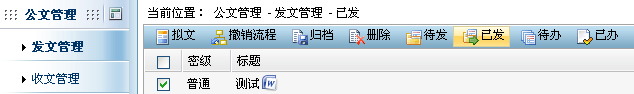 公文管理
发文管理
收文管理
当前位置： 公文管理 - 发文管理 - 已发
拟文 撤销流程 归档 删除 待发 已发 待办 已办
密级 标题
普通 测试